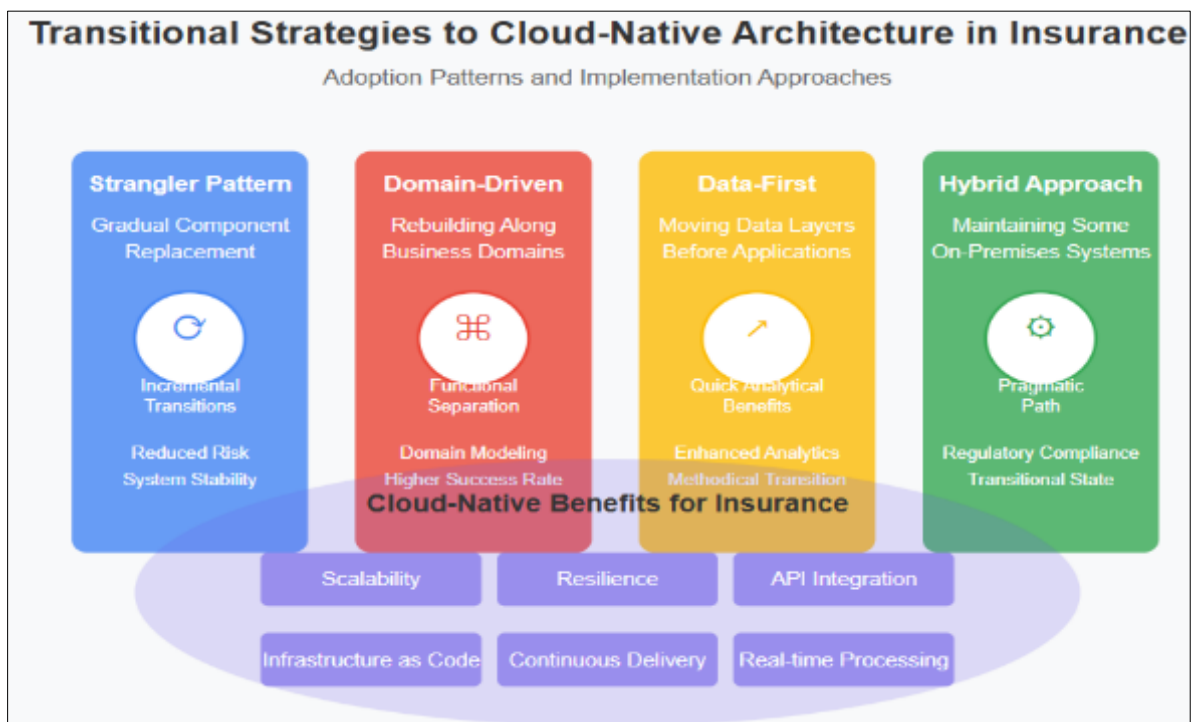 Transitional Strategies to Cloud-Native Architecture in Insurance
Adoption Patterns and Implementation Approaches
Strangler Pattern
Gradual Component
Replacement
Incremental
Transitions
Reduced Risk
System Stability
Domain-Driven
Rebuilding Along
Business Domains
Functional
Separation
Domain Modeling
Higher Success Rate
Data-First
Moving Data Layers
Before Applications
Quick Analytical
Benefits
Enhanced Analytics
Methodical Transition
Hybrid Approach
Maintaining Some
On-Premises Systems
Pragmatic
Path
Regulatory Compliance
Transitional State
Cloud-Native Benefits for Insurance
Scalability
Resilience
API Integration
Infrastructure as Code
Continuous Delivery
Real-time Processing